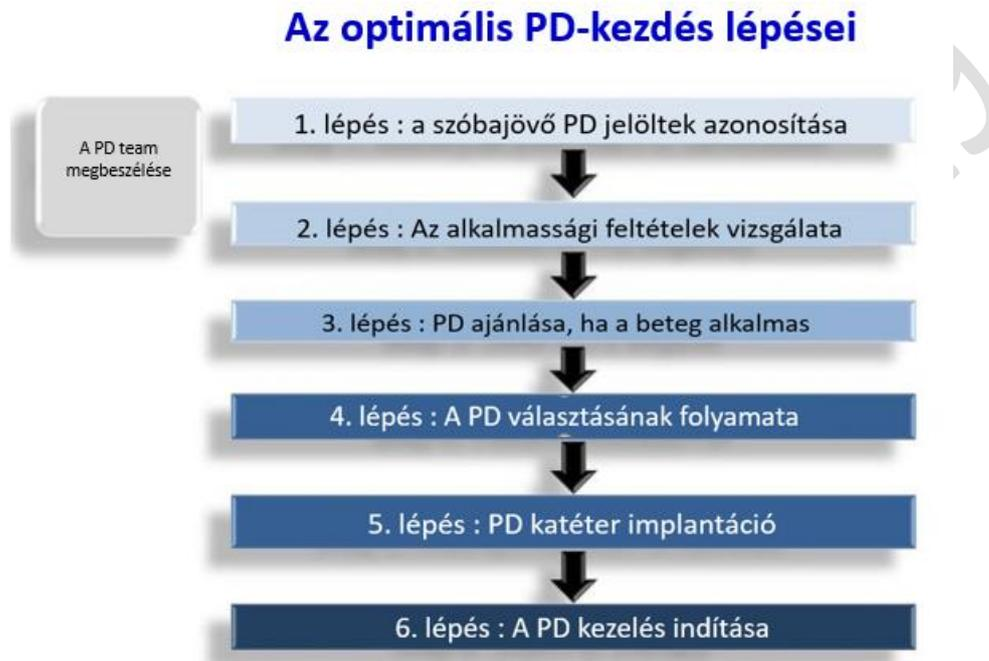 Az optimális PD-kezdés lépései
A PD team
megbeszélése
1. lépés : a szóbajövő PD jelöltek azonosítása
2. lépés : Az alkalmassági feltételek vizsgálata
3. lépés : PD ajánlása, ha a beteg alkalmas
4. lépés : A PD választásának folyamata
5. lépés : PD katéter implantáció
6. lépés : A PD kezelés indítása